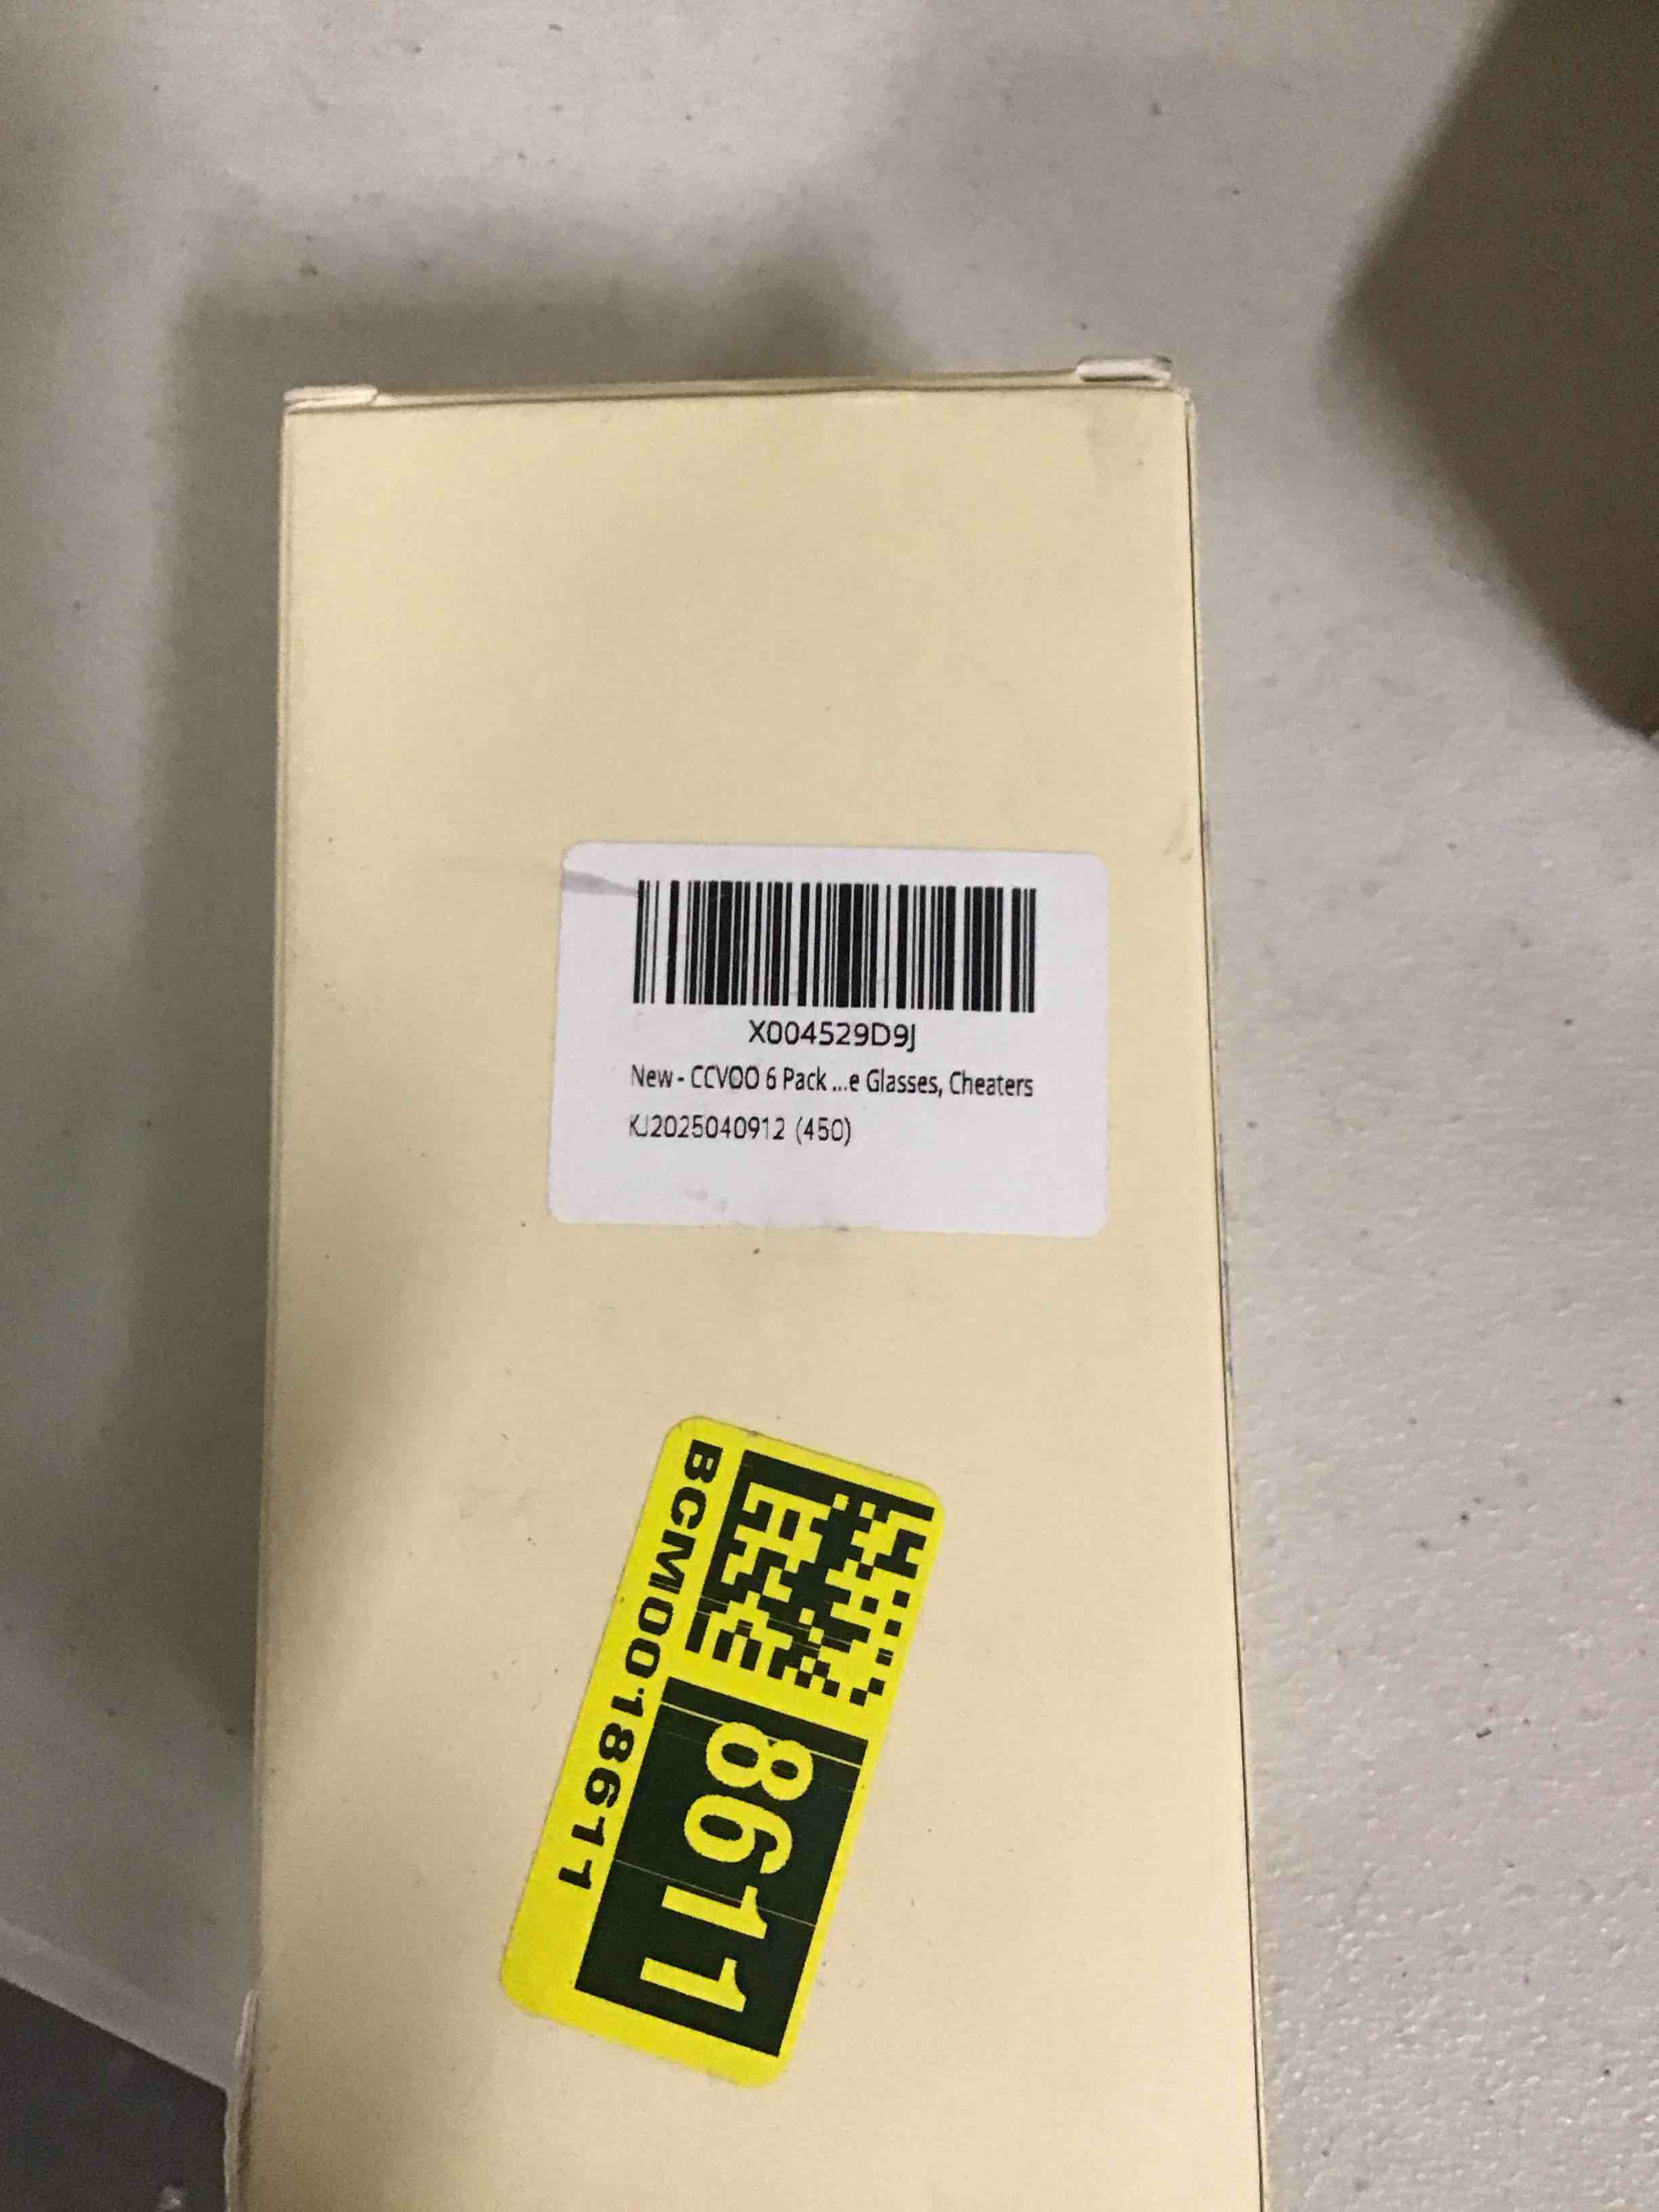 X004529D9J
New - CCVOO 6 Pack ...e Glasses, Cheaters
KJ2025040912 (450)
BCM0018611
8611